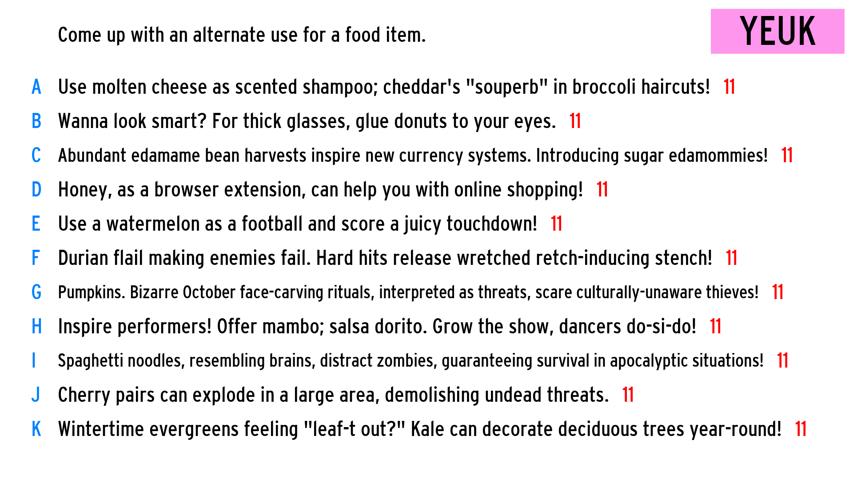 Come up with an alternate use for a food item.
YEUK
A Use molten cheese as scented shampoo; cheddar's "souperb" in broccoli haircuts! 11
B Wanna look smart? For thick glasses, glue donuts to your eyes. 11
C Abundant edamame bean harvests inspire new currency systems. Introducing sugar edamommies! 11
D Honey, as a browser extension, can help you with online shopping! 11
E Use a watermelon as a football and score a juicy touchdown! 11
F Durian flail making enemies fail. Hard hits release wretched retch-inducing stench! 11
G Pumpkins. Bizarre October face-carving rituals, interpreted as threats, scare culturally-unaware thieves! 11
H Inspire performers! Offer mambo; salsa dorito. Grow the show, dancers do-si-do! 11
I Spaghetti noodles, resembling brains, distract zombies, guaranteeing survival in apocalyptic situations! 11
J Cherry pairs can explode in a large area, demolishing undead threats. 11
K Wintertime evergreens feeling "leaf-t out?" Kale can decorate deciduous trees year-round! 11